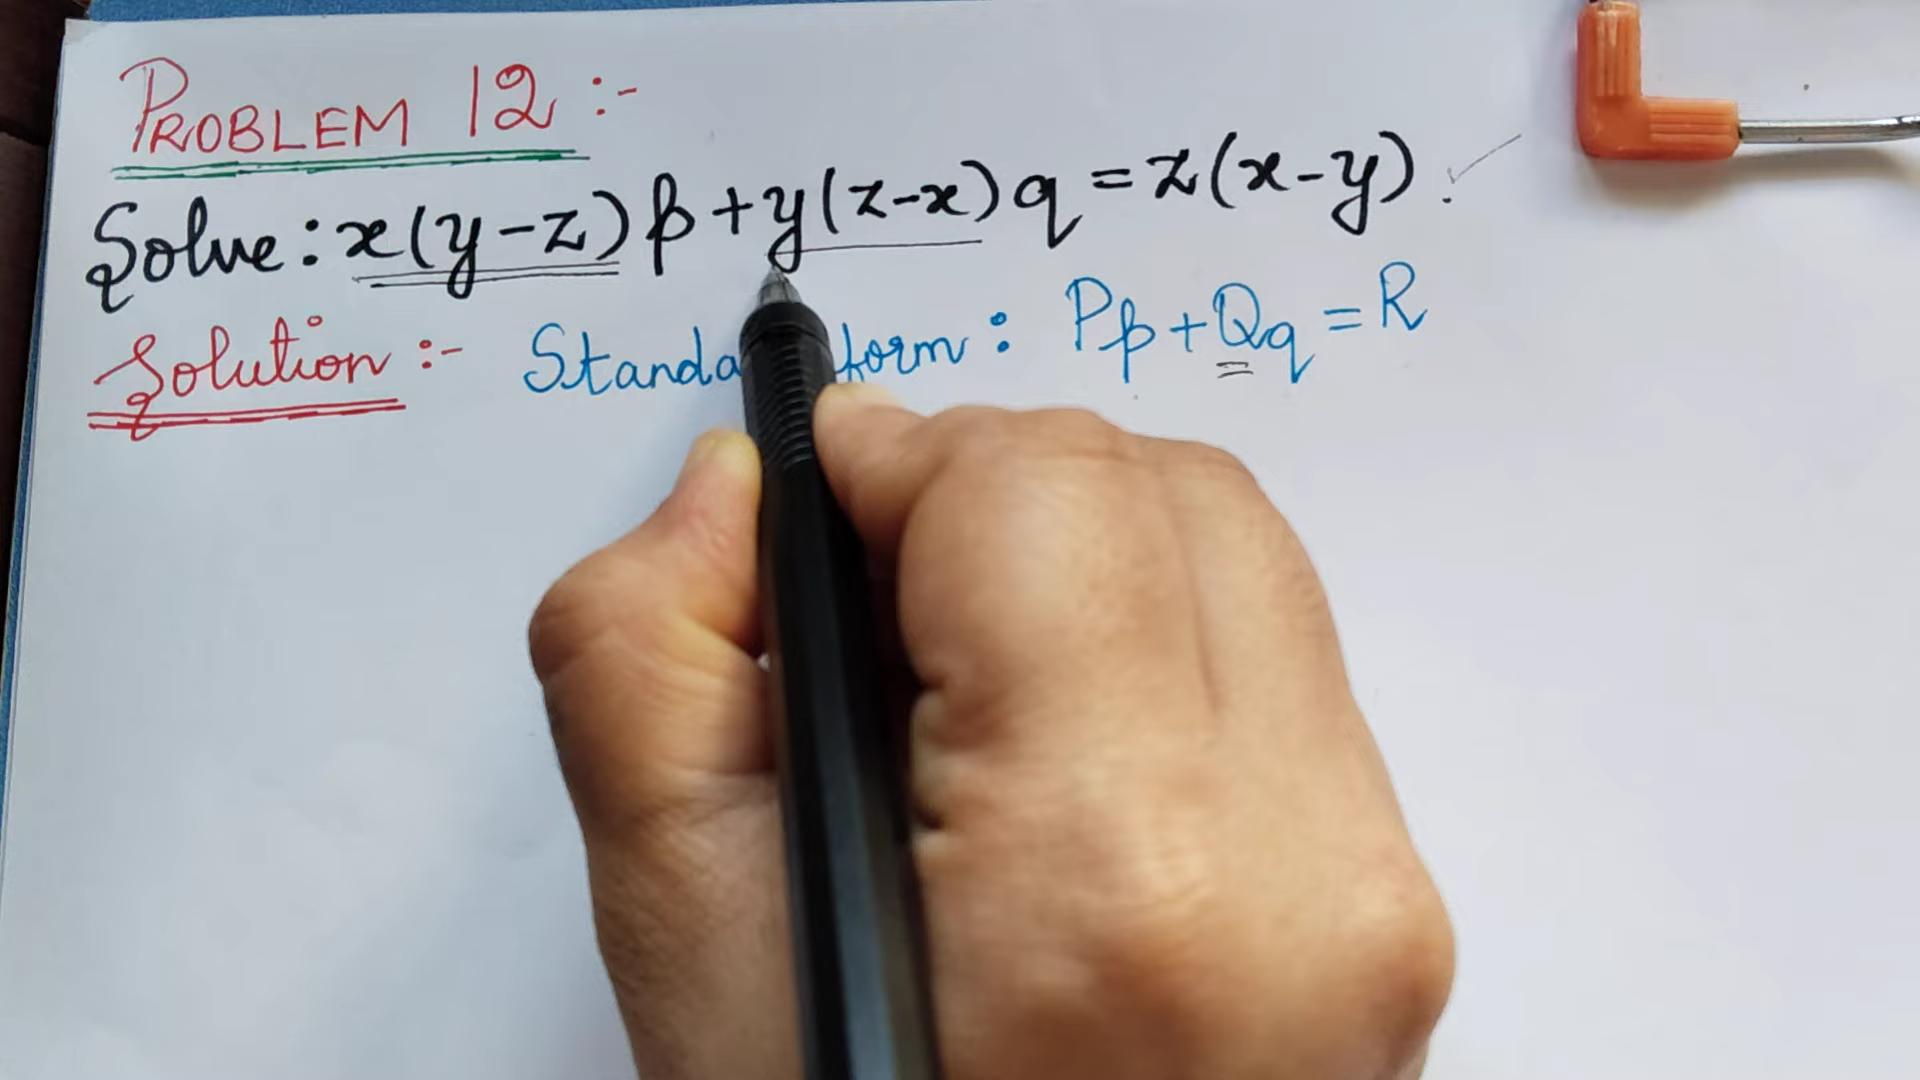 PROBLEM 12 :-
Solve : x(y-z)p + y(z-x)q = z(x-y).
Solution :- Standa form : Pp + Qq = R